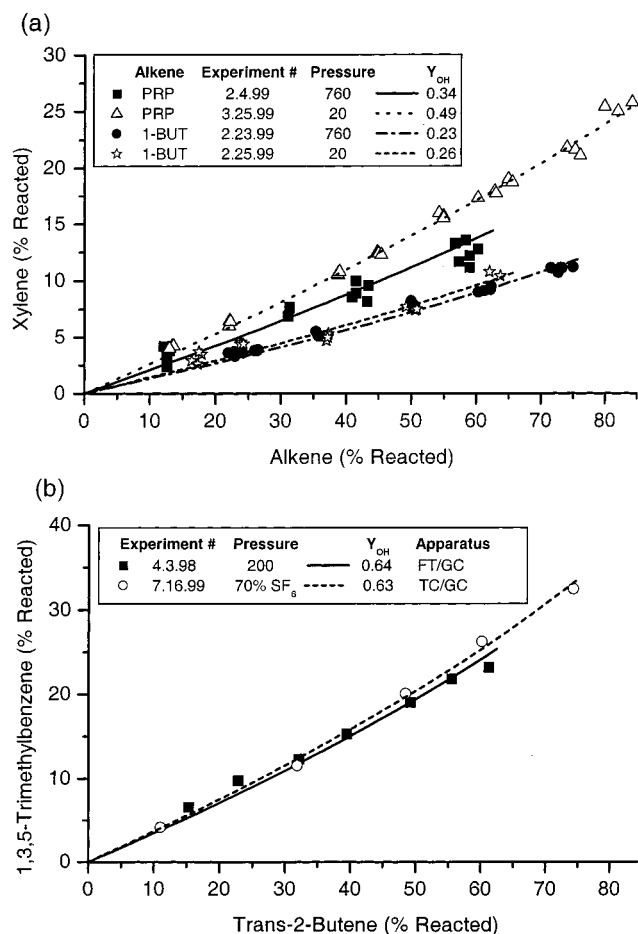 (a)
30
25
20
15
10
5
0
Xylene (% Reacted)
Alkene Experiment # Pressure Y_OH
PRP 2.4.99 760 0.34
PRP 3.25.99 20 0.49
1-BUT 2.23.99 760 0.23
1-BUT 2.25.99 20 0.26
0 10 20 30 40 50 60 70 80
Alkene (% Reacted)
(b)
40
30
20
10
0
1,3,5-Trimethylbenzene (% Reacted)
Experiment # Pressure Y_OH Apparatus
4.3.98 200 0.64 FT/GC
7.16.99 70% SF₆ 0.63 TC/GC
0 10 20 30 40 50 60 70 80
Trans-2-Butene (% Reacted)